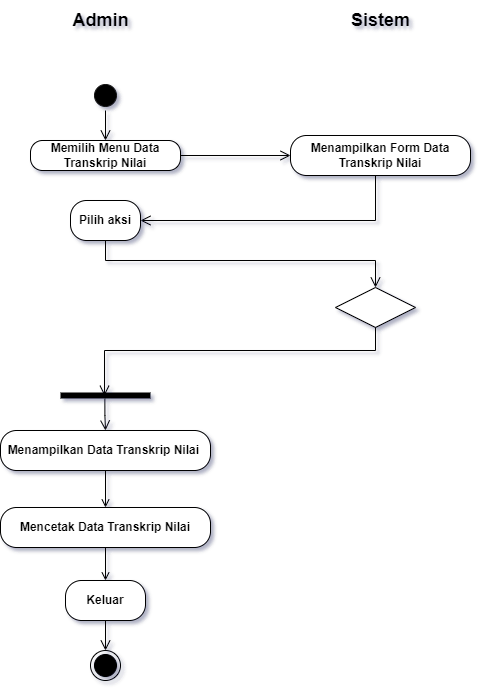 Admin
Sistem
Memilih Menu Data
Transkrip Nilai
Menampilkan Form Data
Transkrip Nilai
Pilih aksi
Menampilkan Data Transkrip Nilai
Mencetak Data Transkrip Nilai
Keluar